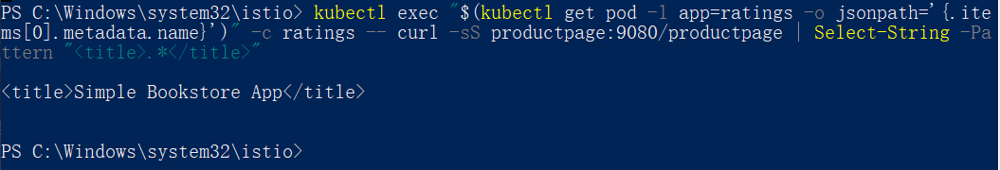 PS C:\Windows\system32\istio> kubectl exec "$(kubectl get pod -l app=ratings -o jsonpath='{.ite
ms[0].metadata.name}')" -c ratings -- curl -sS productpage:9080/productpage | Select-String -Pa
ttern "<title>.*</title>"
<title>Simple Bookstore App</title>
PS C:\Windows\system32\istio>